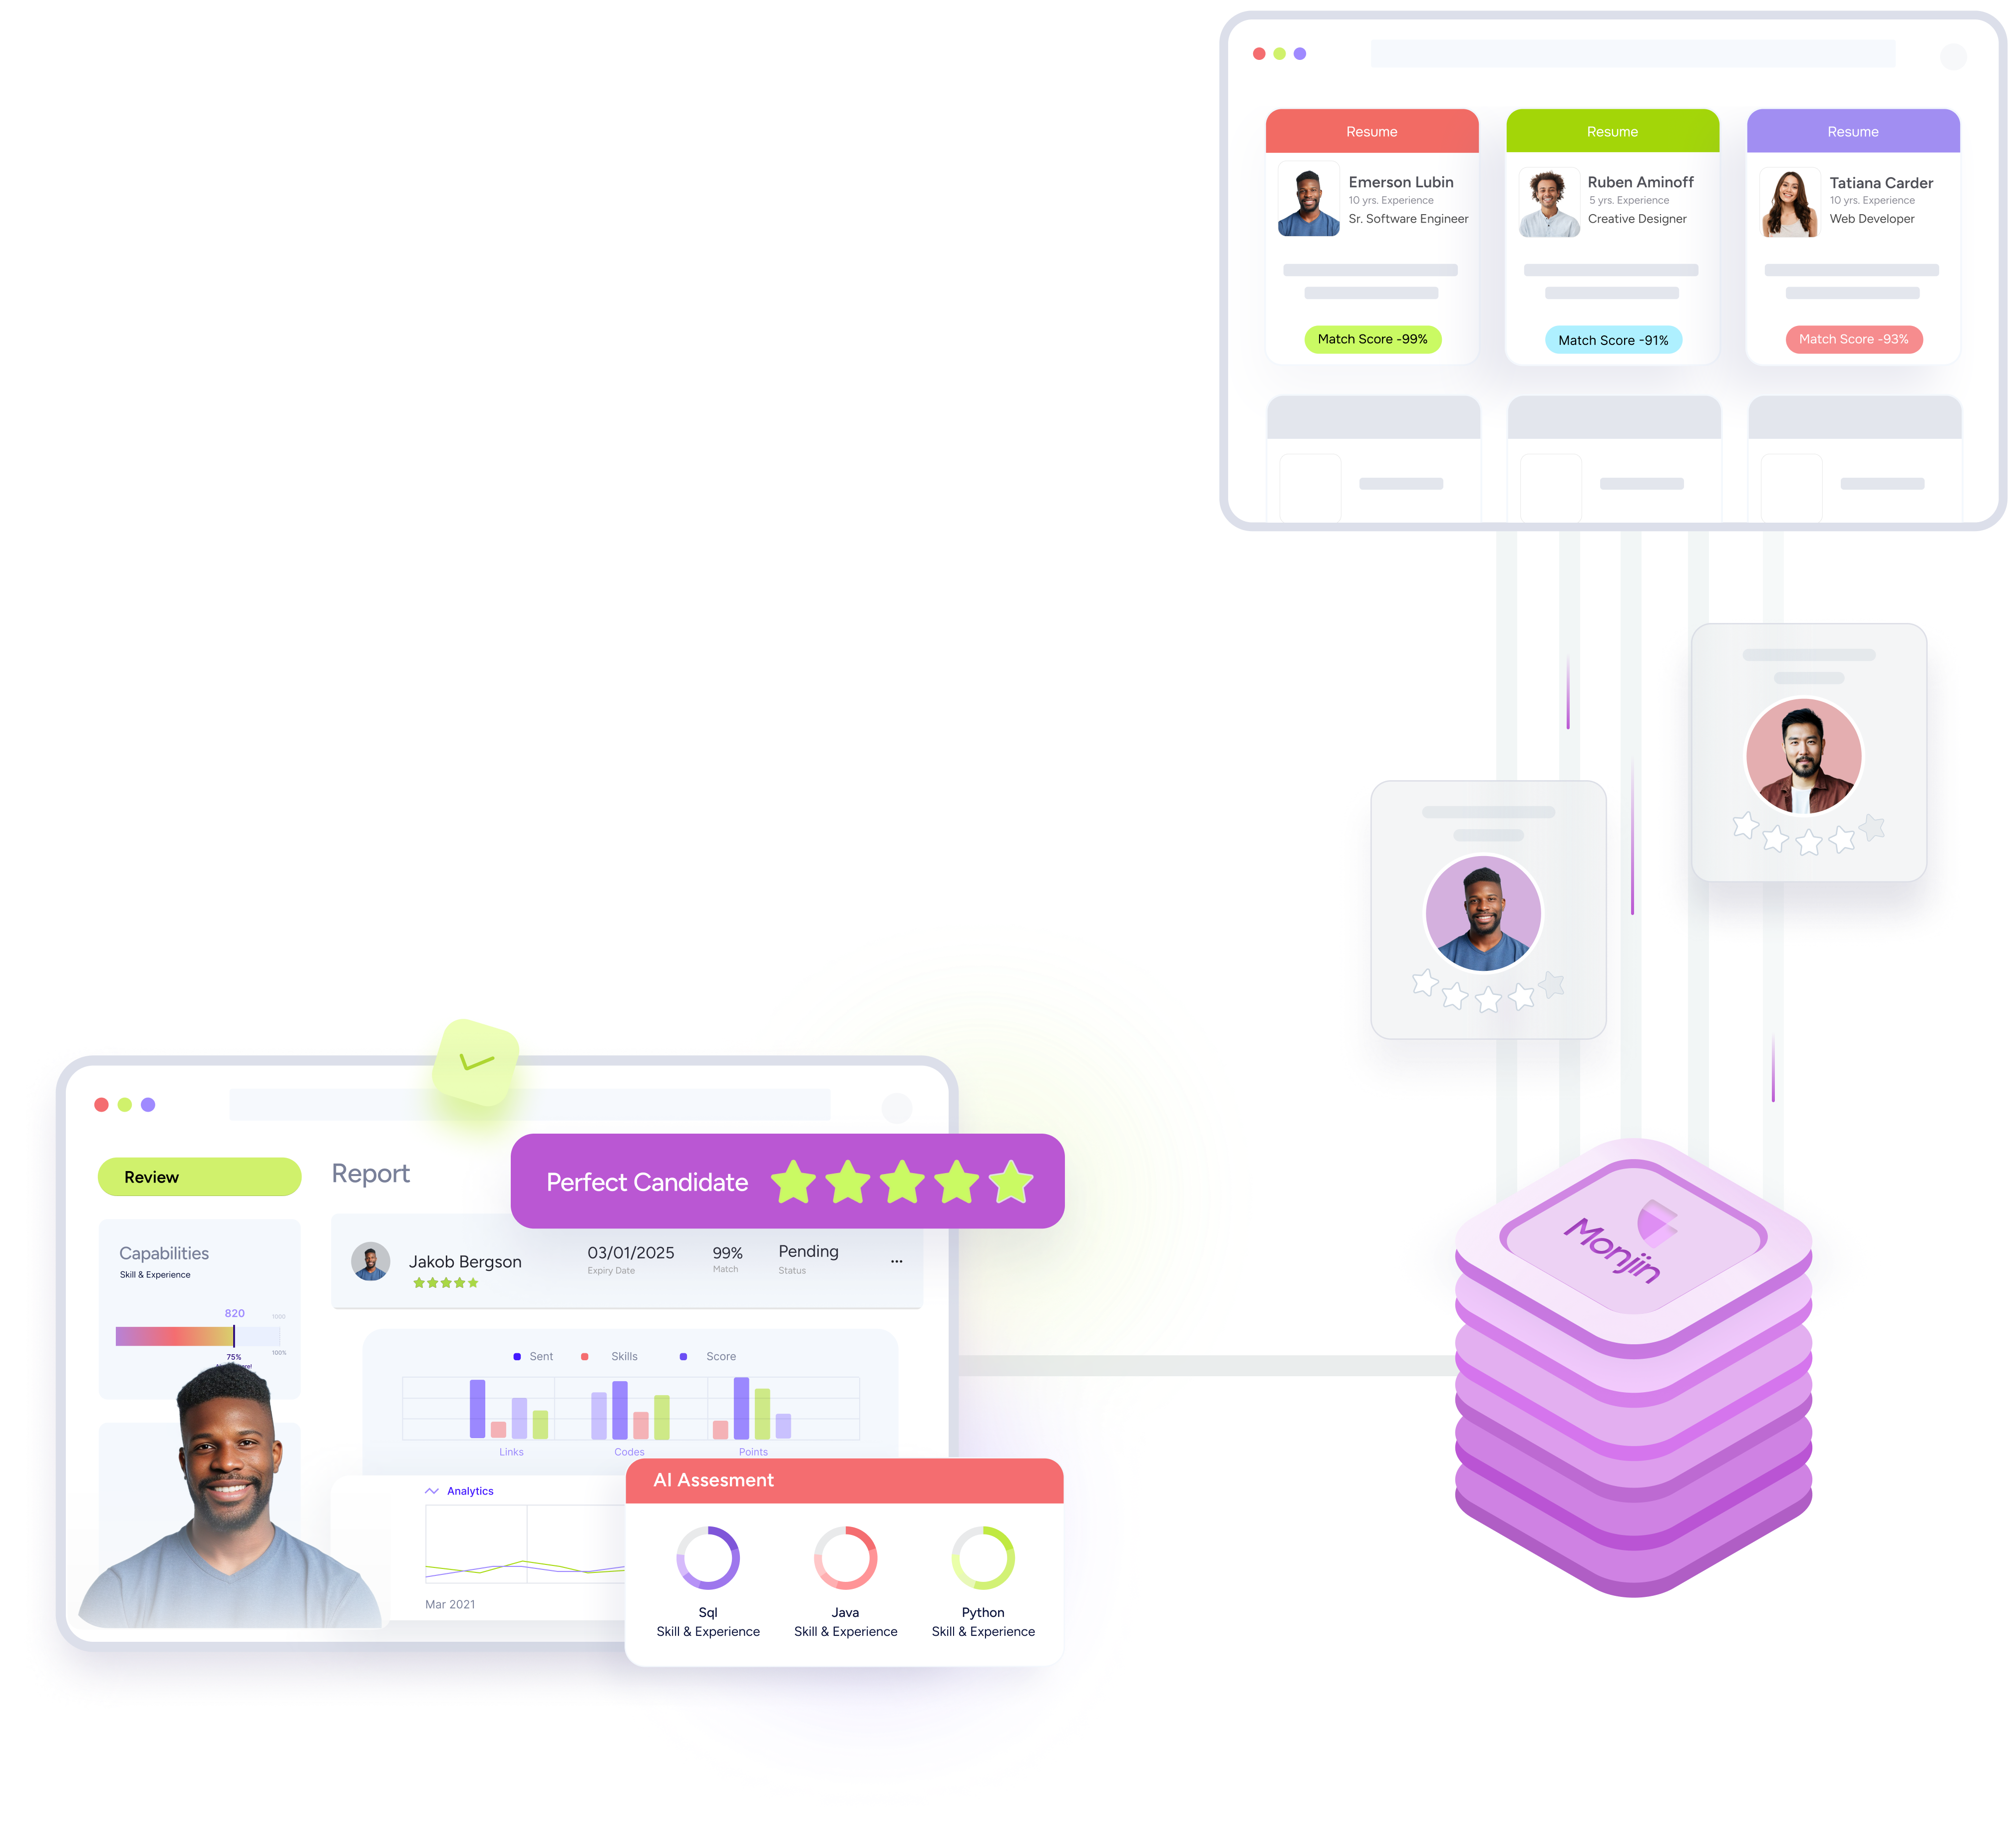 Resume
Emerson Lubin
10 yrs. Experience
Sr. Software Engineer
Match Score -99%
Resume
Ruben Aminoff
5 yrs. Experience
Creative Designer
Match Score -91%
Resume
Tatiana Carder
10 yrs. Experience
Web Developer
Match Score -93%
Monjin
Review
Report
Perfect Candidate
Capabilities
Skill & Experience
820
1000
75%
100%
Jakob Bergson
03/01/2025
Expiry Date
99%
Match
Pending
Status
...
Sent
Skills
Score
Links
Codes
Points
Analytics
Mar 2021
AI Assesment
Sql
Skill & Experience
Java
Skill & Experience
Python
Skill & Experience